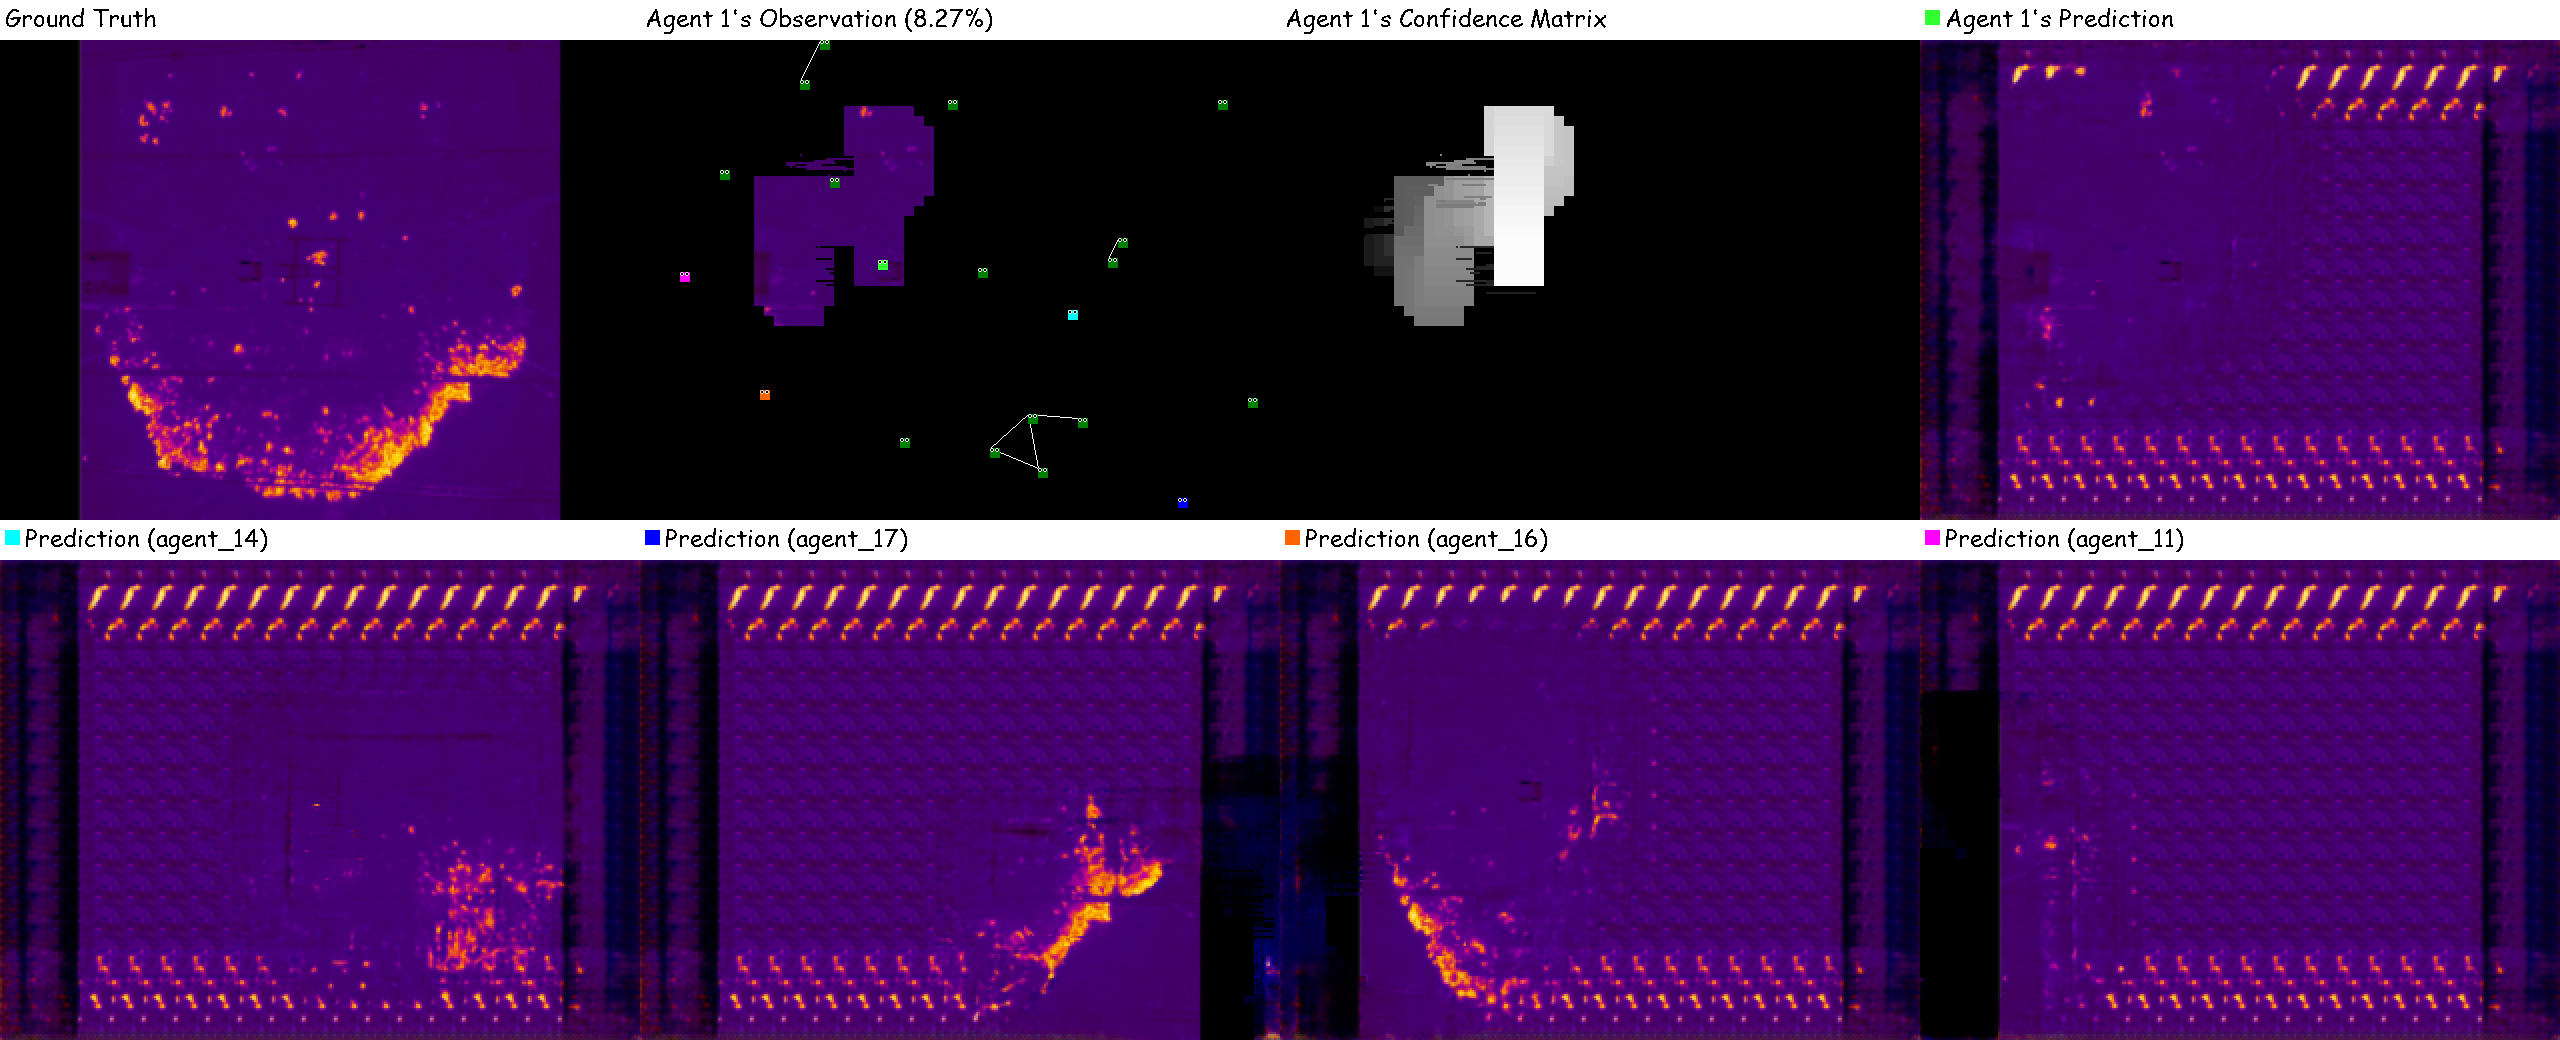 Ground Truth
Agent 1's Observation (8.27%)
Agent 1's Confidence Matrix
Agent 1's Prediction
Prediction (agent_14)
Prediction (agent_17)
Prediction (agent_16)
Prediction (agent_11)